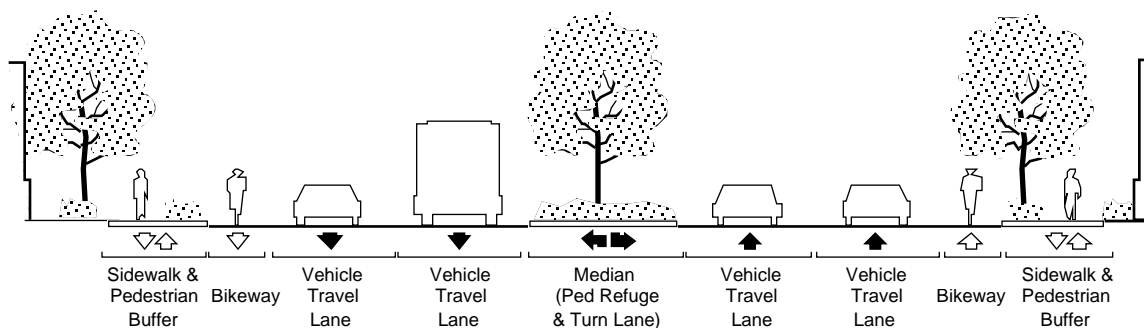 Sidewalk &
Pedestrian
Buffer
Bikeway
Vehicle
Travel
Lane
Vehicle
Travel
Lane
Median
(Ped Refuge
& Turn Lane)
Vehicle
Travel
Lane
Vehicle
Travel
Lane
Bikeway
Sidewalk &
Pedestrian
Buffer